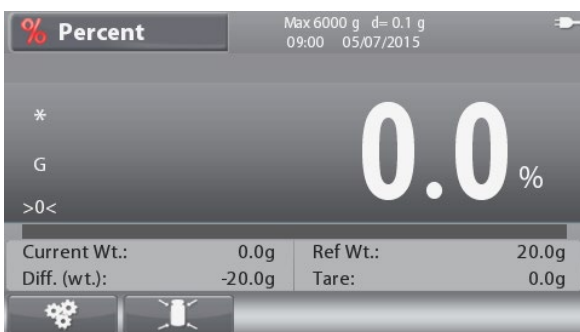 % Percent
Max 6000 g d= 0.1 g
09:00 05/07/2015
*
G
>0<
0.0 %
Current Wt.: 0.0g Ref Wt.: 20.0g
Diff. (wt.): -20.0g Tare: 0.0g